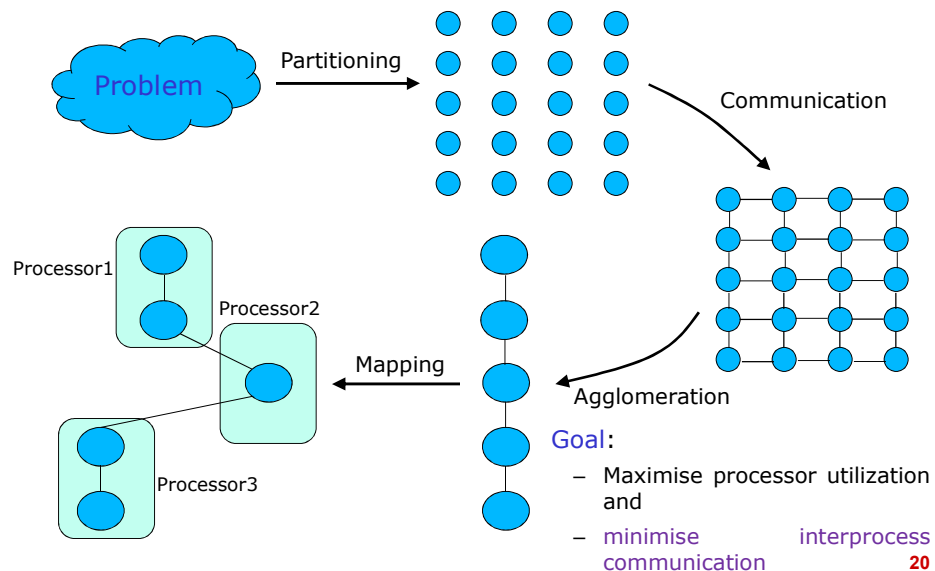 Problem
Partitioning
Communication
Processor1
Processor2
Mapping
Agglomeration
Processor3
Goal:
– Maximise processor utilization
and
– minimise interprocess
communication
20